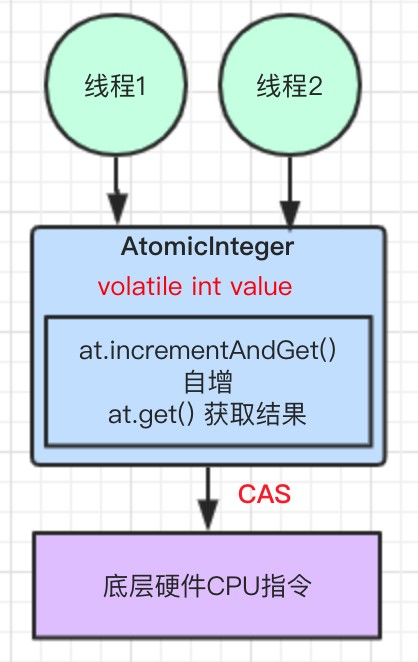 线程1
线程2
AtomicInteger
volatile int value
at.incrementAndGet()
自增
at.get() 获取结果
CAS
底层硬件CPU指令